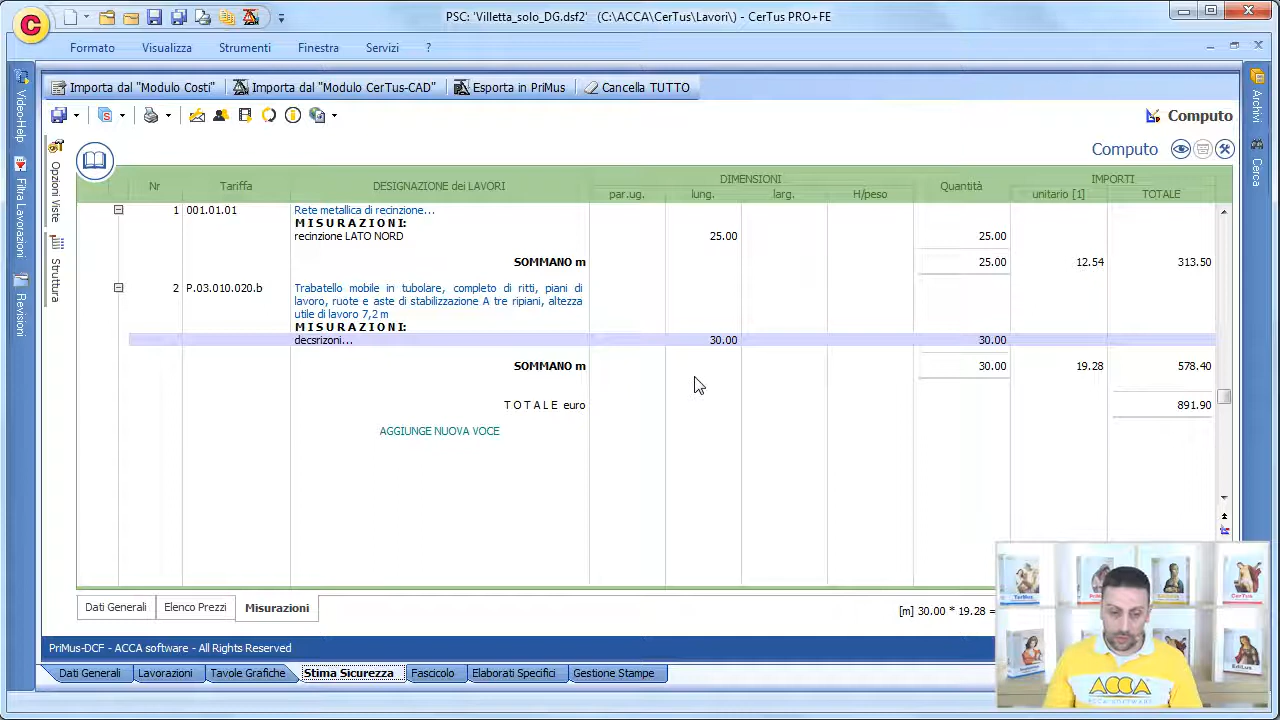 PSC: 'Villetta_solo_DG.dsf2' (C:\ACCA\CerTus\Lavori\) - CerTus PRO+FE
Formato Visualizza Strumenti Finestra Servizi ?
Importa dal "Modulo Costi" Importa dal "Modulo CerTus-CAD" Esporta in PriMus Cancella TUTTO
Computo
Computo
Video-Help
Filtra Lavorazioni
Revisioni
Opzioni Viste
Struttura
Archivi
Cerca
Nr Tariffa DESIGNAZIONE dei LAVORI DIMENSIONI Quantità IMPORTI
par.ug. lung. larg. H/peso unitario [1] TOTALE
1 001.01.01 Rete metallica di recinzione...
MISURAZIONI:
recinzione LATO NORD 25.00 25.00
SOMMANO m 25.00 12.54 313.50
2 P.03.010.020.b Trabatello mobile in tubolare, completo di ritti, piani di
lavoro, ruote e aste di stabilizzazione A tre ripiani, altezza
utile di lavoro 7,2 m
MISURAZIONI:
decsrizoni... 30.00 30.00
SOMMANO m 30.00 19.28 578.40
TOTALE euro 891.90
AGGIUNGE NUOVA VOCE
Dati Generali Elenco Prezzi Misurazioni [m] 30.00 * 19.28 =
PriMus-DCF - ACCA software - All Rights Reserved
Dati Generali Lavorazioni Tavole Grafiche Stima Sicurezza Fascicolo Elaborati Specifici Gestione Stampe
TerMus
CerTus
EdiLus
ACCA
ACCA SOFTWARE